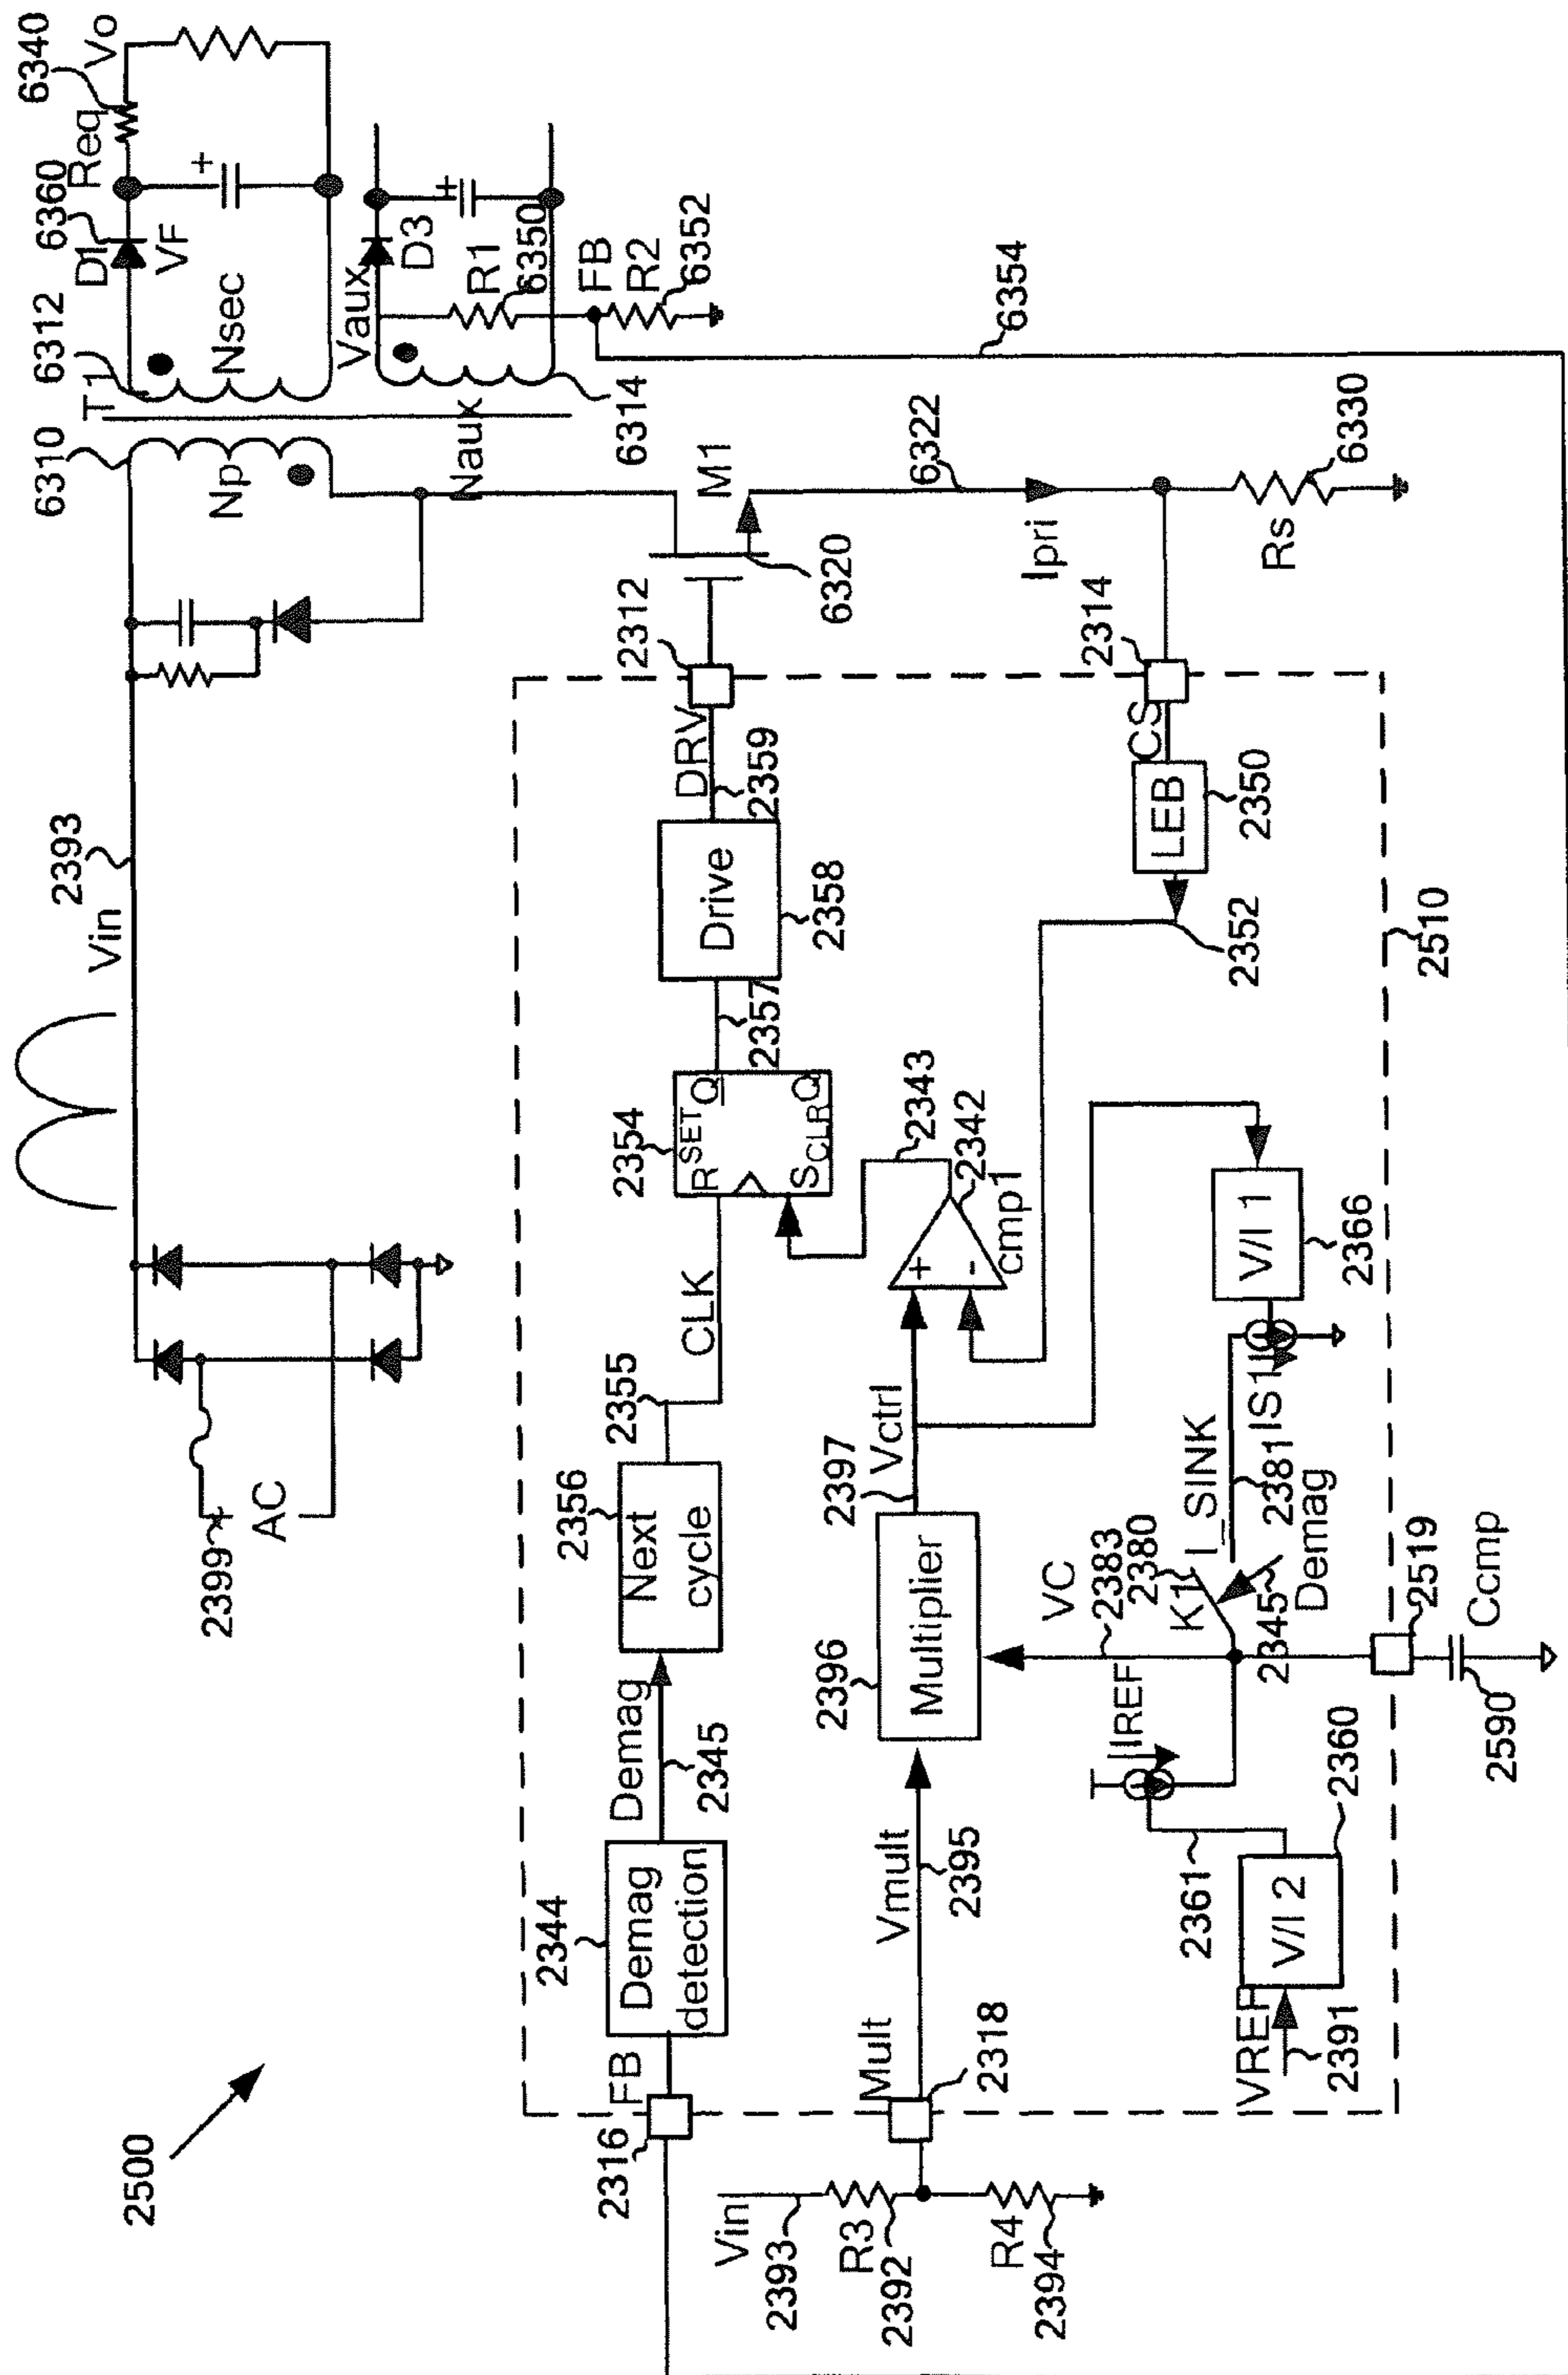 2500
2399
AC
Vin
2393
6310
Np
T1
6312
Nsec
D1
6360
VF
Req
6340
Vo
Naux
6314
Vaux
D3
R1
6350
FB
R2
6352
6354
M1
6320
6322
Ipri
6330
Rs
2316
FB
2344
Demag
detection
Demag
2345
2356
Next
cycle
2355
CLK
2354
R SET Q
S CLR Q
2357
Drive
2358
DRV
2359
2312
2314
CS
LEB
2350
2352
2510
Vin
2393
R3
2392
R4
2394
Mult
2318
Vmult
2395
2396
Multiplier
2397
Vctrl
+
-
cmp1
2342
2343
V/I 1
2366
IS1
I_SINK
2381
Demag
2345
K1
2380
2383
VC
IREF
2361
V/I 2
2360
VREF
2391
2519
Ccmp
2590